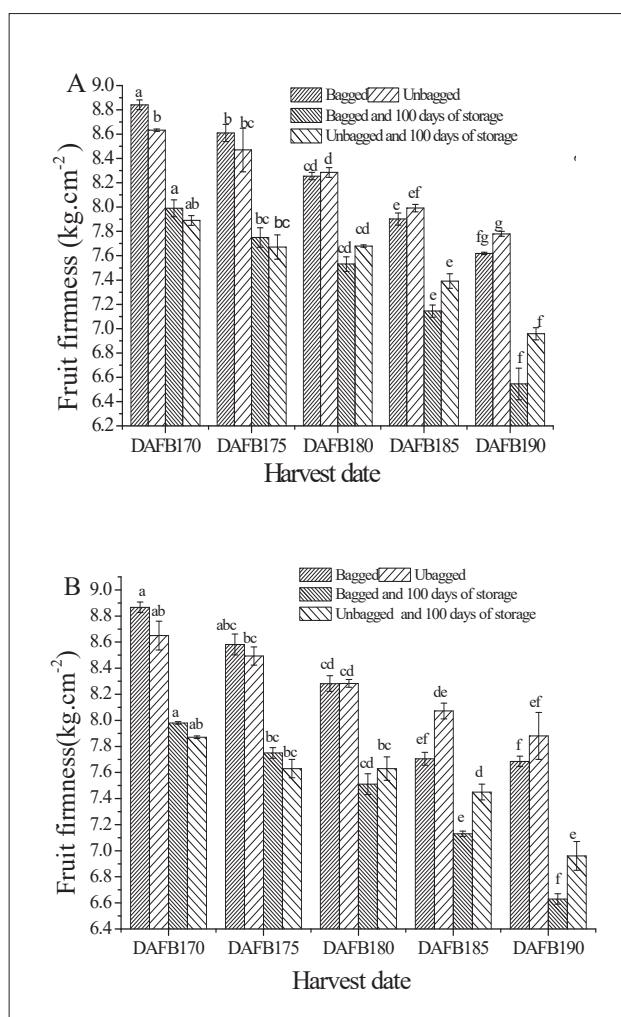 A
Bagged Unbagged
Bagged and 100 days of storage
Unbagged and 100 days of storage
Fruit firmness (kg.cm-2)
9.0
8.8
8.6
8.4
8.2
8.0
7.8
7.6
7.4
7.2
7.0
6.8
6.6
6.4
6.2
a b a ab
b bc bc bc
cd d cd cd
e ef e e
fg g f f
DAFB170 DAFB175 DAFB180 DAFB185 DAFB190
Harvest date
B
Bagged Ubagged
Bagged and 100 days of storage
Unbagged and 100 days of storage
Fruit firmness(kg.cm-2)
9.0
8.8
8.6
8.4
8.2
8.0
7.8
7.6
7.4
7.2
7.0
6.8
6.6
6.4
a ab a ab
abc bc bc bc
cd cd cd bc
ef de e d
f ef f e
DAFB170 DAFB175 DAFB180 DAFB185 DAFB190
Harvest date